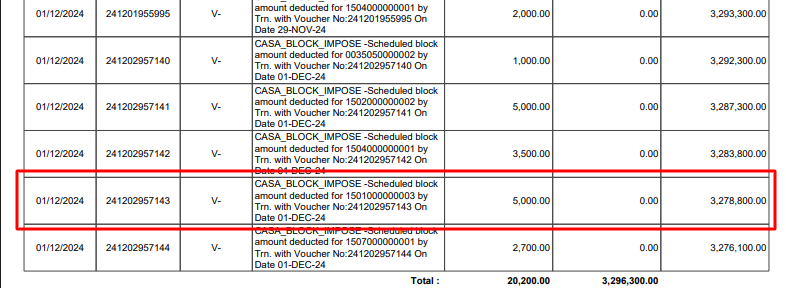 01/12/2024 241201955995 V- amount deducted for 1504000000001 by
Trn. with Voucher No:241201955995 On
Date 29-NOV-24 2,000.00 0.00 3,293,300.00
01/12/2024 241202957140 V- CASA_BLOCK_IMPOSE -Scheduled block
amount deducted for 0035050000002 by
Trn. with Voucher No:241202957140 On
Date 01-DEC-24 1,000.00 0.00 3,292,300.00
01/12/2024 241202957141 V- CASA_BLOCK_IMPOSE -Scheduled block
amount deducted for 1502000000002 by
Trn. with Voucher No:241202957141 On
Date 01-DEC-24 5,000.00 0.00 3,287,300.00
01/12/2024 241202957142 V- CASA_BLOCK_IMPOSE -Scheduled block
amount deducted for 1504000000001 by
Trn. with Voucher No:241202957142 On
Date 01-DEC-24 3,500.00 0.00 3,283,800.00
01/12/2024 241202957143 V- CASA_BLOCK_IMPOSE -Scheduled block
amount deducted for 1501000000003 by
Trn. with Voucher No:241202957143 On
Date 01-DEC-24 5,000.00 0.00 3,278,800.00
01/12/2024 241202957144 V- CASA_BLOCK_IMPOSE -Scheduled block
amount deducted for 1507000000001 by
Trn. with Voucher No:241202957144 On
Date 01-DEC-24 2,700.00 0.00 3,276,100.00
Total : 20,200.00 3,296,300.00